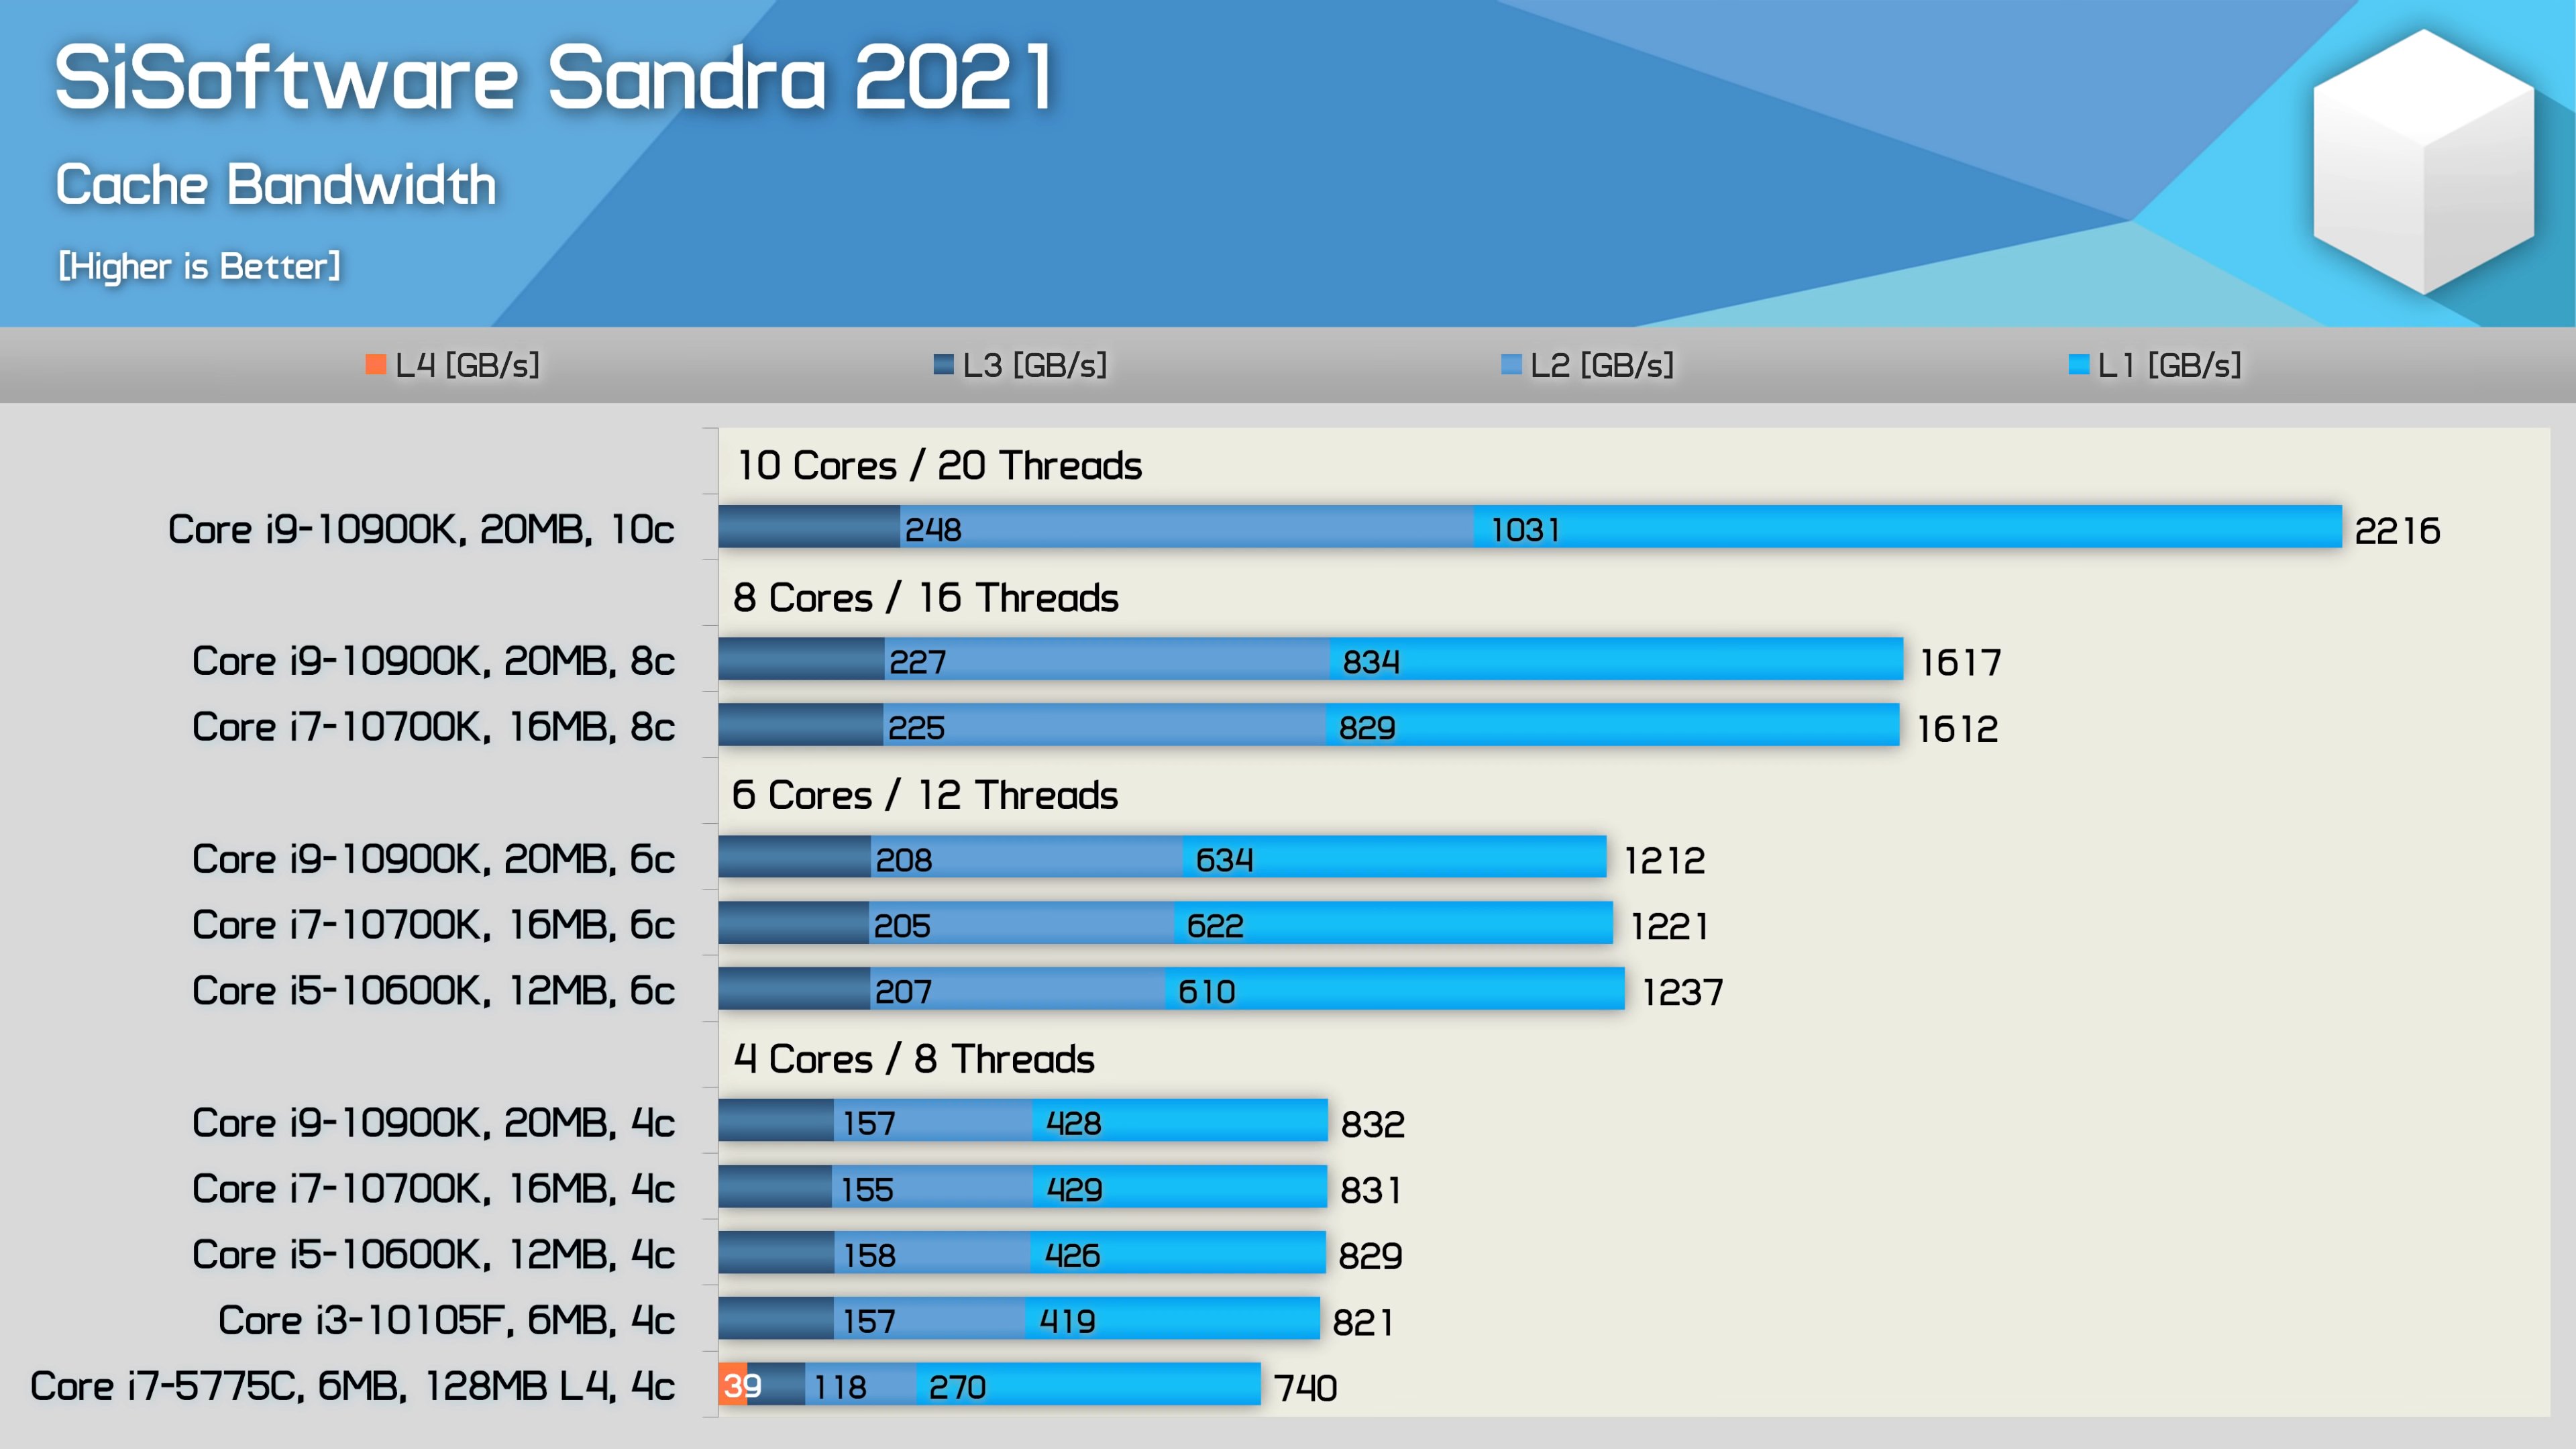 SiSoftware Sandra 2021
Cache Bandwidth
[Higher is Better]
L4 [GB/s] L3 [GB/s] L2 [GB/s] L1 [GB/s]
10 Cores / 20 Threads
Core i9-10900K, 20MB, 10c 248 1031 2216
8 Cores / 16 Threads
Core i9-10900K, 20MB, 8c 227 834 1617
Core i7-10700K, 16MB, 8c 225 829 1612
6 Cores / 12 Threads
Core i9-10900K, 20MB, 6c 208 634 1212
Core i7-10700K, 16MB, 6c 205 622 1221
Core i5-10600K, 12MB, 6c 207 610 1237
4 Cores / 8 Threads
Core i9-10900K, 20MB, 4c 157 428 832
Core i7-10700K, 16MB, 4c 155 429 831
Core i5-10600K, 12MB, 4c 158 426 829
Core i3-10105F, 6MB, 4c 157 419 821
Core i7-5775C, 6MB, 128MB L4, 4c 39 118 270 740